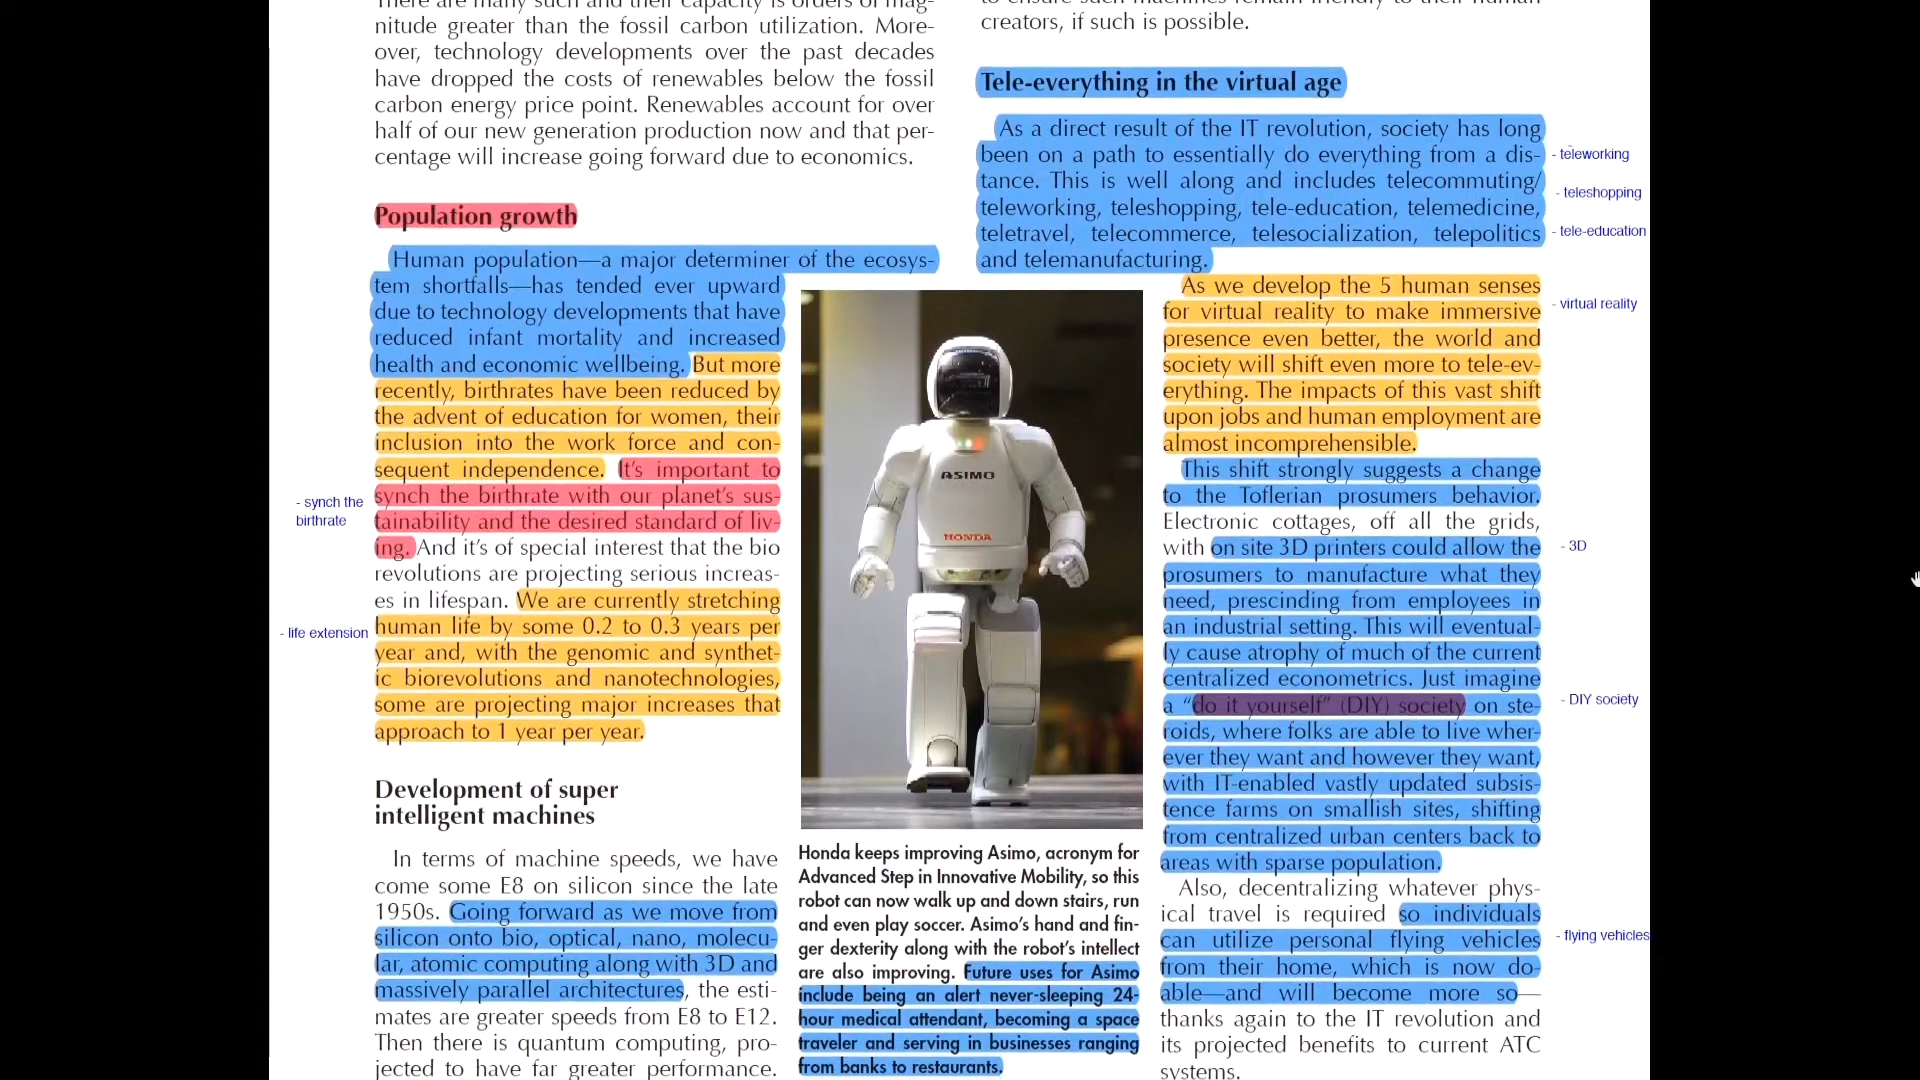 There are many such and their capacity is orders of mag-
nitude greater than the fossil carbon utilization. More-
over, technology developments over the past decades
have dropped the costs of renewables below the fossil
carbon energy price point. Renewables account for over
half of our new generation production now and that per-
centage will increase going forward due to economics.
Population growth
Human population—a major determiner of the ecosys-
tem shortfalls—has tended ever upward
due to technology developments that have
reduced infant mortality and increased
health and economic wellbeing. But more
recently, birthrates have been reduced by
the advent of education for women, their
inclusion into the work force and con-
sequent independence. It's important to
synch the birthrate with our planet's sus-
tainability and the desired standard of liv-
ing. And it's of special interest that the bio
revolutions are projecting serious increas-
es in lifespan. We are currently stretching
human life by some 0.2 to 0.3 years per
year and, with the genomic and synthet-
ic biorevolutions and nanotechnologies,
some are projecting major increases that
approach to 1 year per year.
- synch the
birthrate
- life extension
Development of super
intelligent machines
In terms of machine speeds, we have
come some E8 on silicon since the late
1950s. Going forward as we move from
silicon onto bio, optical, nano, molecu-
lar, atomic computing along with 3D and
massively parallel architectures, the esti-
mates are greater speeds from E8 to E12.
Then there is quantum computing, pro-
jected to have far greater performance.
ASIMO
HONDA
Honda keeps improving Asimo, acronym for
Advanced Step in Innovative Mobility, so this
robot can now walk up and down stairs, run
and even play soccer. Asimo's hand and fin-
ger dexterity along with the robot's intellect
are also improving. Future uses for Asimo
include being an alert never-sleeping 24-
hour medical attendant, becoming a space
traveler and serving in businesses ranging
from banks to restaurants.
to ensure such machines remain friendly to their human
creators, if such is possible.
Tele-everything in the virtual age
As a direct result of the IT revolution, society has long
been on a path to essentially do everything from a dis-
tance. This is well along and includes telecommuting/
teleworking, teleshopping, tele-education, telemedicine,
teletravel, telecommerce, telesocialization, telepolitics
and telemanufacturing.
As we develop the 5 human senses
for virtual reality to make immersive
presence even better, the world and
society will shift even more to tele-ev-
erything. The impacts of this vast shift
upon jobs and human employment are
almost incomprehensible.
This shift strongly suggests a change
to the Toflerian prosumers behavior.
Electronic cottages, off all the grids,
with on site 3D printers could allow the
prosumers to manufacture what they
need, prescinding from employees in
an industrial setting. This will eventual-
ly cause atrophy of much of the current
centralized econometrics. Just imagine
a “do it yourself” (DIY) society on ste-
roids, where folks are able to live wher-
ever they want and however they want,
with IT-enabled vastly updated subsis-
tence farms on smallish sites, shifting
from centralized urban centers back to
areas with sparse population.
Also, decentralizing whatever phys-
ical travel is required so individuals
can utilize personal flying vehicles
from their home, which is now do-
able—and will become more so—
thanks again to the IT revolution and
its projected benefits to current ATC
systems.
- teleworking
- teleshopping
- tele-education
- virtual reality
- 3D
- DIY society
- flying vehicles